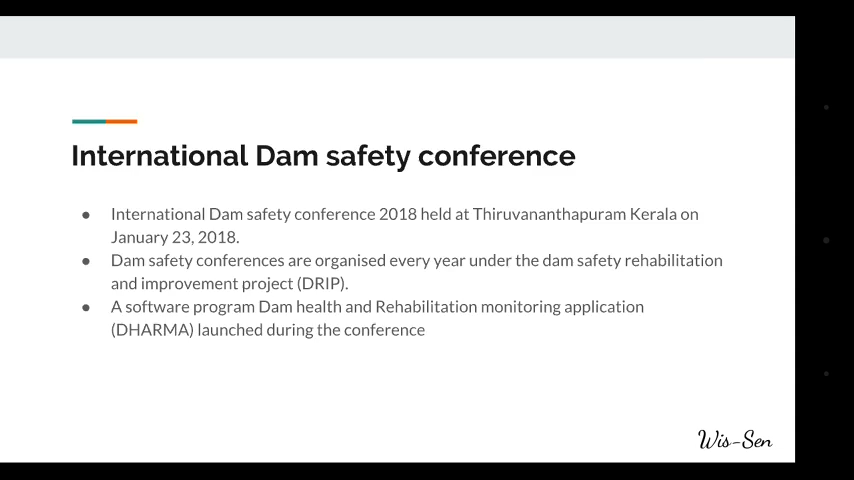 International Dam safety conference
● International Dam safety conference 2018 held at Thiruvananthapuram Kerala on
January 23, 2018.
● Dam safety conferences are organised every year under the dam safety rehabilitation
and improvement project (DRIP).
● A software program Dam health and Rehabilitation monitoring application
(DHARMA) launched during the conference
Wis-Sen